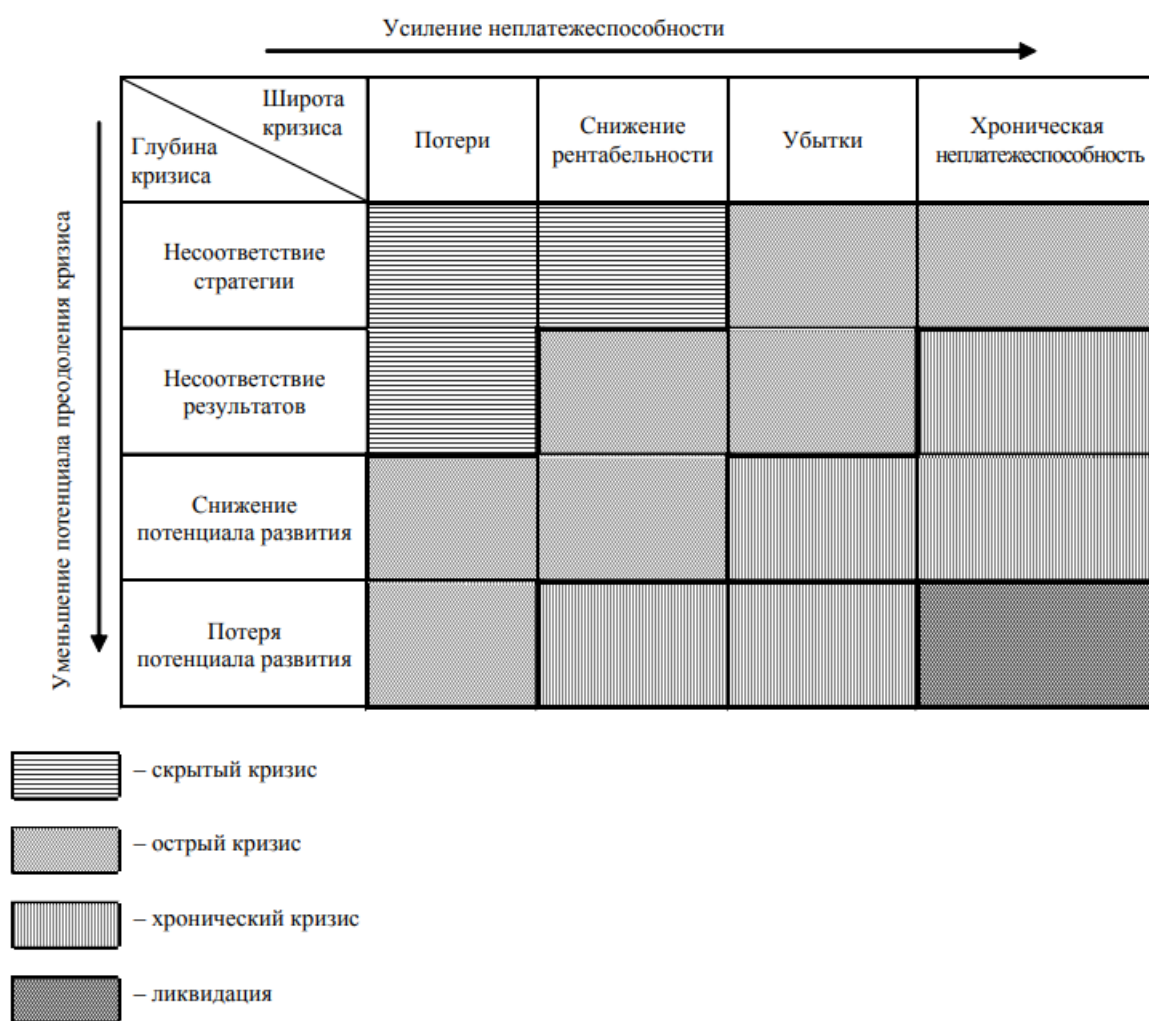 Усиление неплатежеспособности
Широта
кризиса
Глубина
кризиса
Потери
Снижение
рентабельности
Убытки
Хроническая
неплатежеспособность
Уменьшение потенциала преодоления кризиса
Несоответствие
стратегии
Несоответствие
результатов
Снижение
потенциала развития
Потеря
потенциала развития
– скрытый кризис
– острый кризис
– хронический кризис
– ликвидация